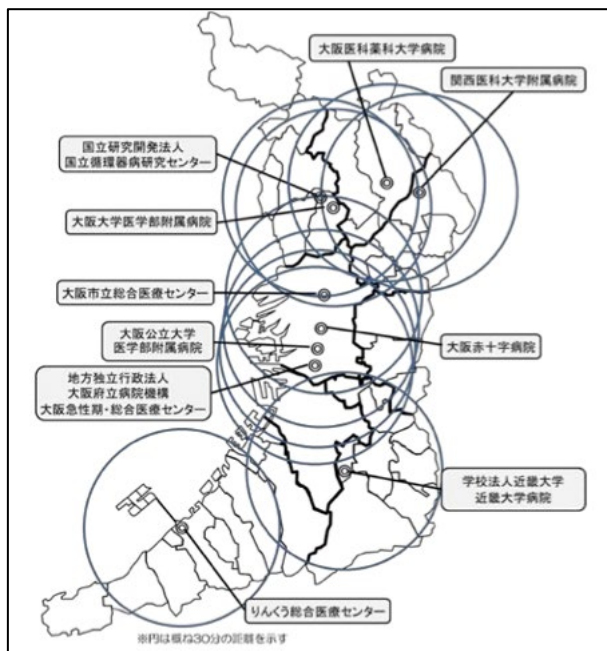 大阪医科薬科大学病院
関西医科大学附属病院
国立研究開発法人
国立循環器病研究センター
大阪大学医学部附属病院
大阪市立総合医療センター
大阪公立大学
医学部附属病院
大阪赤十字病院
地方独立行政法人
大阪府立病院機構
大阪急性期・総合医療センター
学校法人近畿大学
近畿大学病院
りんくう総合医療センター
※円は概ね30分の距離を示す